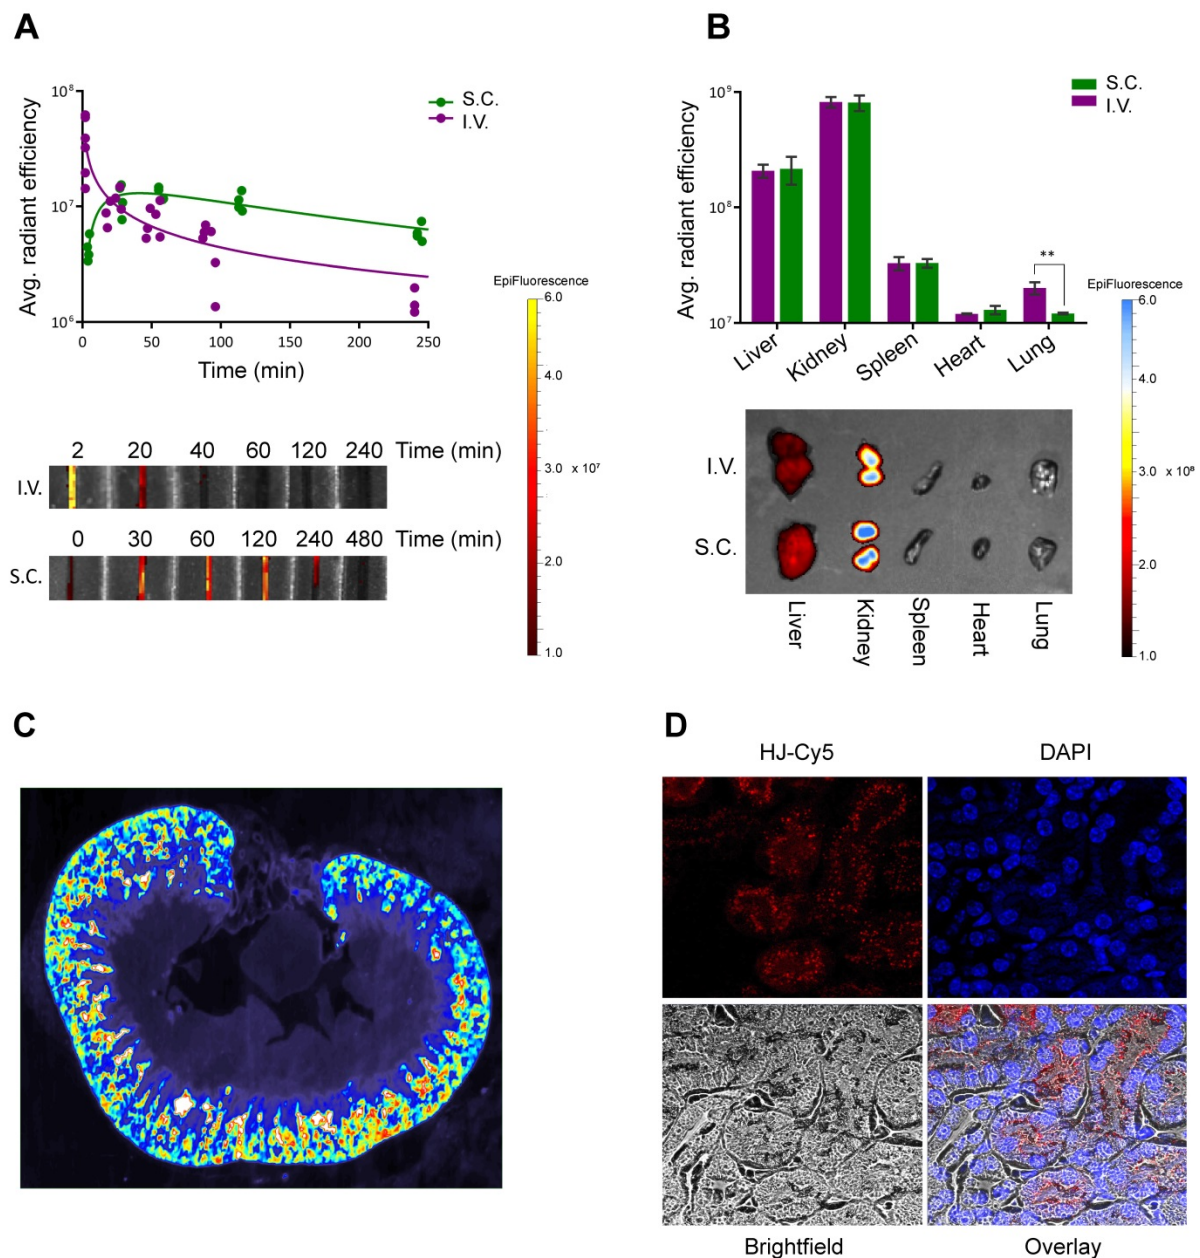 A
Avg. radiant efficiency
10⁸
10⁷
10⁶
0 50 100 150 200 250
Time (min)
S.C.
I.V.
EpiFluorescence
6.0
4.0
3.0 x 10⁷
2.0
1.0
2 20 40 60 120 240 Time (min)
I.V.
0 30 60 120 240 480 Time (min)
S.C.
B
Avg. radiant efficiency
10⁹
10⁸
10⁷
S.C.
I.V.
**
Liver Kidney Spleen Heart Lung
EpiFluorescence
6.0
4.0
3.0 x 10⁸
2.0
1.0
I.V.
S.C.
Liver Kidney Spleen Heart Lung
C
D
HJ-Cy5 DAPI
Brightfield Overlay